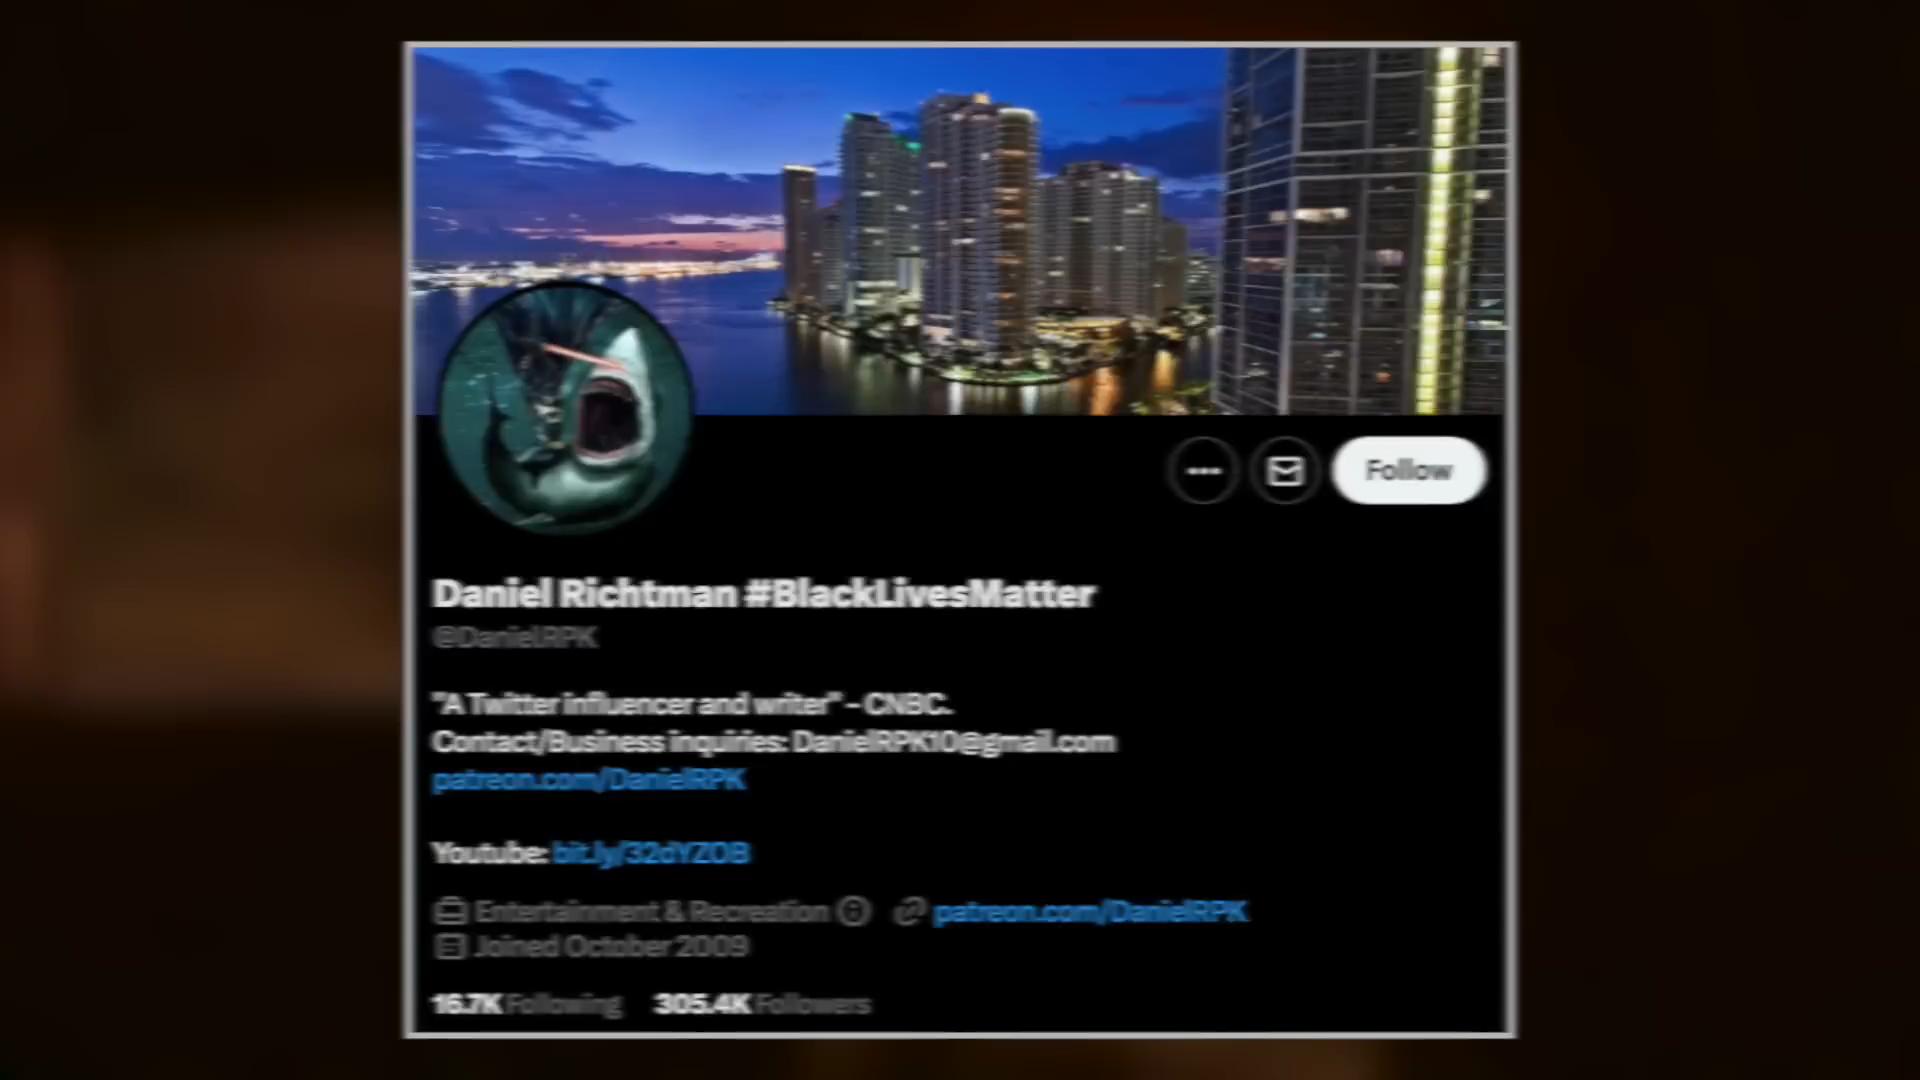 Follow
Daniel Richtman #BlackLivesMatter
@DanielRPK
"A Twitter influencer and writer" - CNBC.
Contact/Business inquiries: DanielRPK10@gmail.com
patreon.com/DanielRPK
Youtube: bit.ly/32dYZOB
Entertainment & Recreation patreon.com/DanielRPK
Joined October 2009
16.7K Following 305.4K Followers